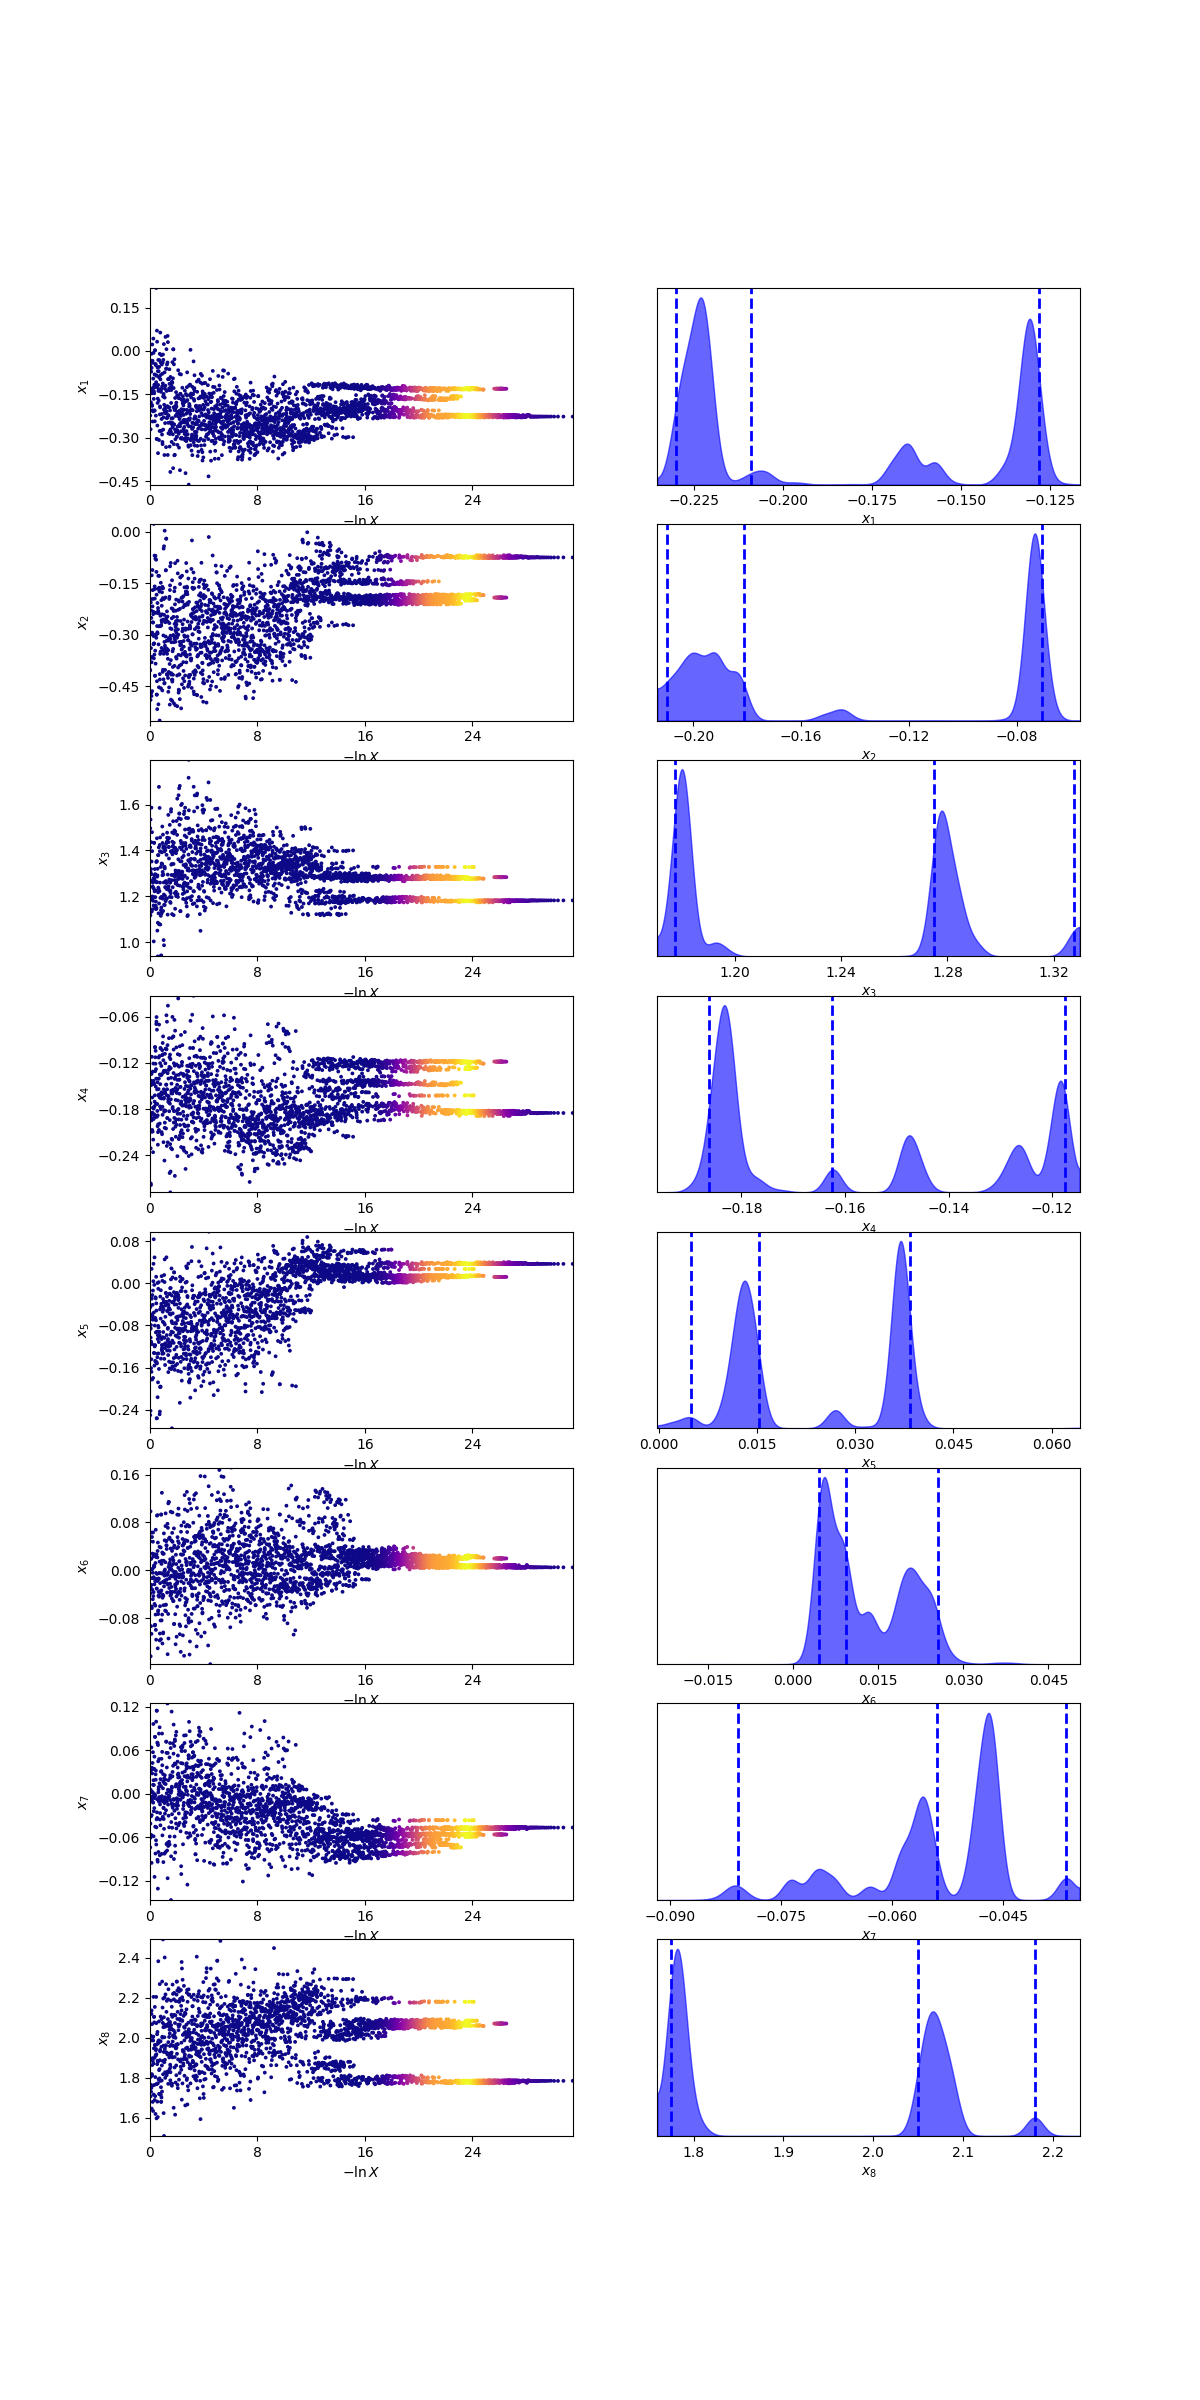 0.15
0.00
−0.15
−0.30
−0.45
x₁
0 8 16 24
−ln X
−0.225 −0.200 −0.175 −0.150 −0.125
x₁
0.00
−0.15
−0.30
−0.45
x₂
0 8 16 24
−ln X
−0.20 −0.16 −0.12 −0.08
x₂
1.6
1.4
1.2
1.0
x₃
0 8 16 24
−ln X
1.20 1.24 1.28 1.32
x₃
−0.06
−0.12
−0.18
−0.24
x₄
0 8 16 24
−ln X
−0.18 −0.16 −0.14 −0.12
x₄
0.08
0.00
−0.08
−0.16
−0.24
x₅
0 8 16 24
−ln X
0.000 0.015 0.030 0.045 0.060
x₅
0.16
0.08
0.00
−0.08
x₆
0 8 16 24
−ln X
−0.015 0.000 0.015 0.030 0.045
x₆
0.12
0.06
0.00
−0.06
−0.12
x₇
0 8 16 24
−ln X
−0.090 −0.075 −0.060 −0.045
x₇
2.4
2.2
2.0
1.8
1.6
x₈
0 8 16 24
−ln X
1.8 1.9 2.0 2.1 2.2
x₈